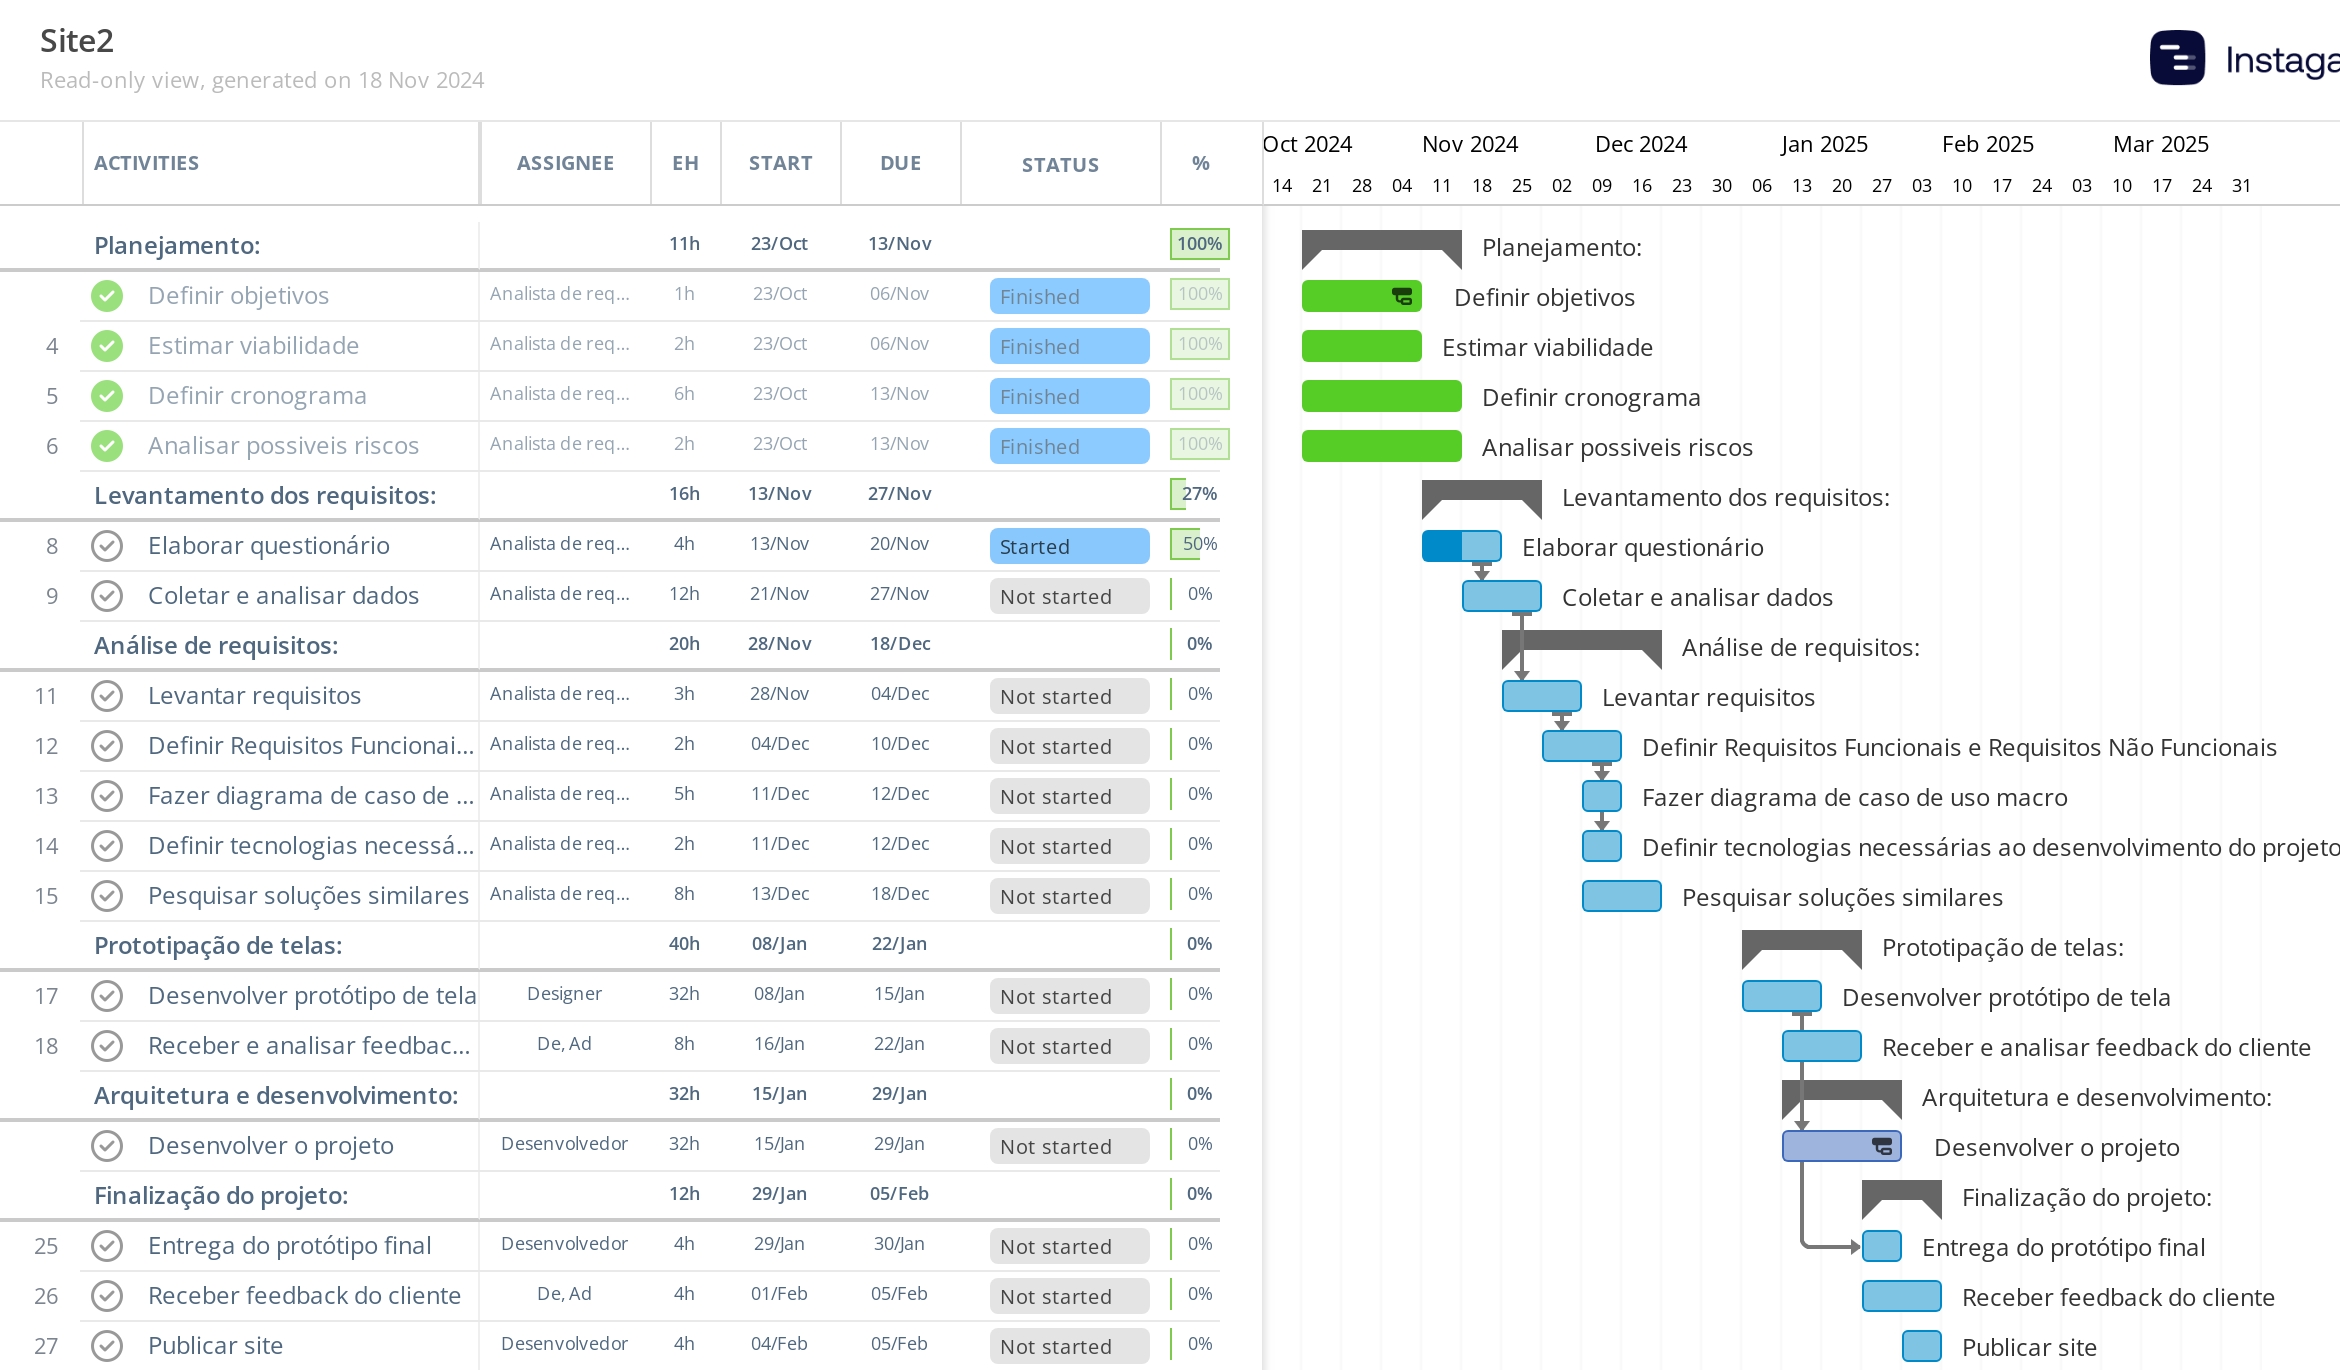 Site2
Read-only view, generated on 18 Nov 2024
Instaga
ACTIVITIES ASSIGNEE EH START DUE STATUS %
Oct 2024 Nov 2024 Dec 2024 Jan 2025 Feb 2025 Mar 2025
14 21 28 04 11 18 25 02 09 16 23 30 06 13 20 27 03 10 17 24 03 10 17 24 31
Planejamento: 11h 23/Oct 13/Nov 100% Planejamento:
Definir objetivos Analista de req... 1h 23/Oct 06/Nov Finished 100% Definir objetivos
4 Estimar viabilidade Analista de req... 2h 23/Oct 06/Nov Finished 100% Estimar viabilidade
5 Definir cronograma Analista de req... 6h 23/Oct 13/Nov Finished 100% Definir cronograma
6 Analisar possiveis riscos Analista de req... 2h 23/Oct 13/Nov Finished 100% Analisar possiveis riscos
Levantamento dos requisitos: 16h 13/Nov 27/Nov 27% Levantamento dos requisitos:
8 Elaborar questionário Analista de req... 4h 13/Nov 20/Nov Started 50% Elaborar questionário
9 Coletar e analisar dados Analista de req... 12h 21/Nov 27/Nov Not started 0% Coletar e analisar dados
Análise de requisitos: 20h 28/Nov 18/Dec 0% Análise de requisitos:
11 Levantar requisitos Analista de req... 3h 28/Nov 04/Dec Not started 0% Levantar requisitos
12 Definir Requisitos Funcionai... Analista de req... 2h 04/Dec 10/Dec Not started 0% Definir Requisitos Funcionais e Requisitos Não Funcionais
13 Fazer diagrama de caso de ... Analista de req... 5h 11/Dec 12/Dec Not started 0% Fazer diagrama de caso de uso macro
14 Definir tecnologias necessá... Analista de req... 2h 11/Dec 12/Dec Not started 0% Definir tecnologias necessárias ao desenvolvimento do projeto
15 Pesquisar soluções similares Analista de req... 8h 13/Dec 18/Dec Not started 0% Pesquisar soluções similares
Prototipação de telas: 40h 08/Jan 22/Jan 0% Prototipação de telas:
17 Desenvolver protótipo de tela Designer 32h 08/Jan 15/Jan Not started 0% Desenvolver protótipo de tela
18 Receber e analisar feedbac... De, Ad 8h 16/Jan 22/Jan Not started 0% Receber e analisar feedback do cliente
Arquitetura e desenvolvimento: 32h 15/Jan 29/Jan 0% Arquitetura e desenvolvimento:
Desenvolver o projeto Desenvolvedor 32h 15/Jan 29/Jan Not started 0% Desenvolver o projeto
Finalização do projeto: 12h 29/Jan 05/Feb 0% Finalização do projeto:
25 Entrega do protótipo final Desenvolvedor 4h 29/Jan 30/Jan Not started 0% Entrega do protótipo final
26 Receber feedback do cliente De, Ad 4h 01/Feb 05/Feb Not started 0% Receber feedback do cliente
27 Publicar site Desenvolvedor 4h 04/Feb 05/Feb Not started 0% Publicar site